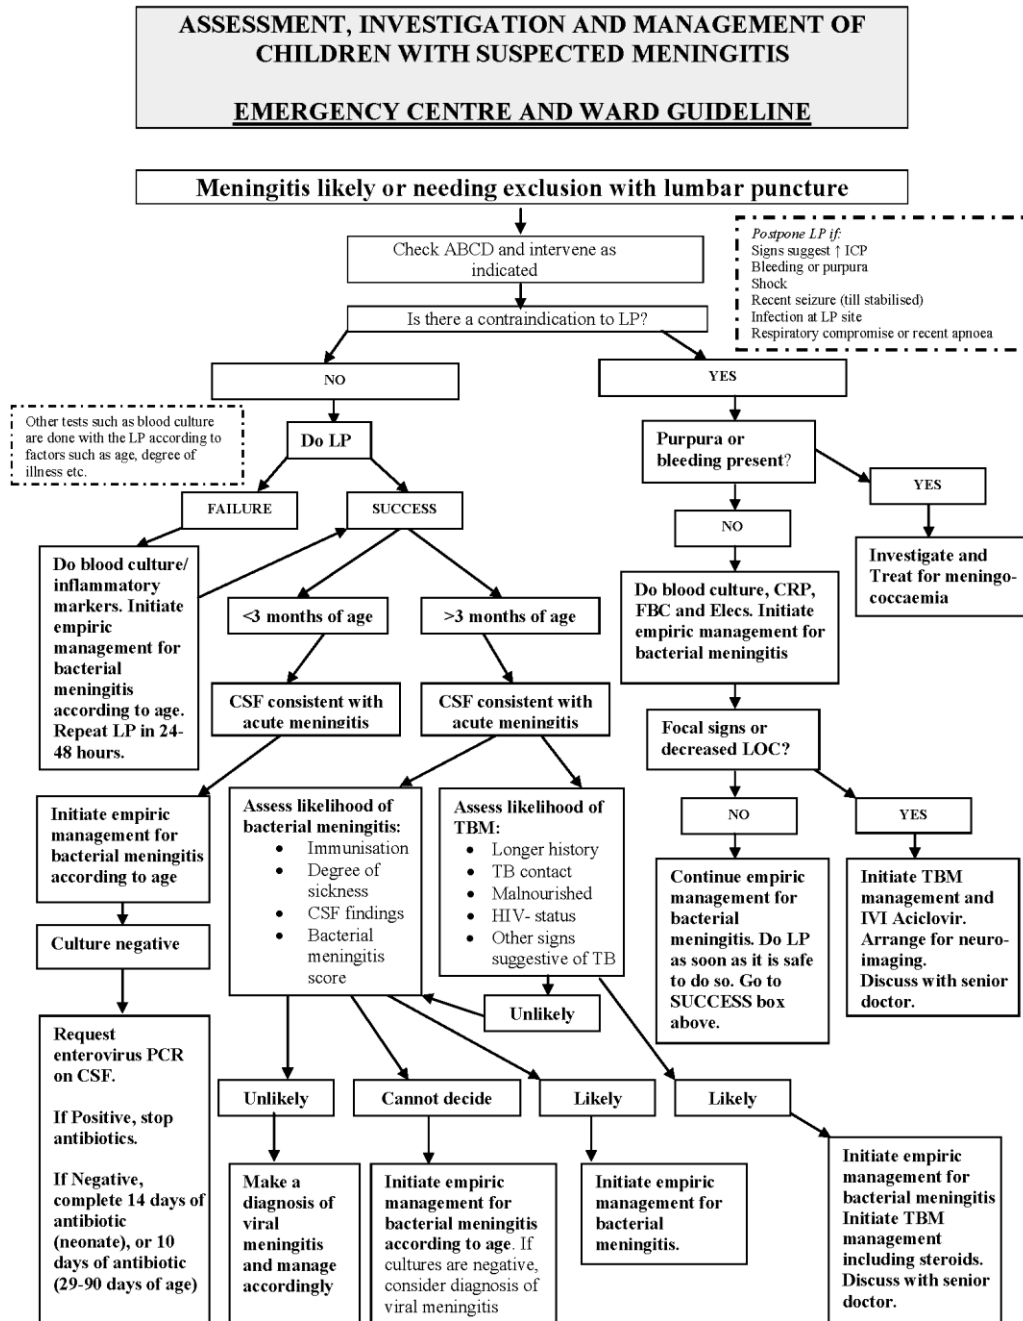 ASSESSMENT, INVESTIGATION AND MANAGEMENT OF
CHILDREN WITH SUSPECTED MENINGITIS
EMERGENCY CENTRE AND WARD GUIDELINE
Meningitis likely or needing exclusion with lumbar puncture
Check ABCD and intervene as
indicated
Postpone LP if:
Signs suggest ↑ ICP
Bleeding or purpura
Shock
Recent seizure (till stabilised)
Infection at LP site
Respiratory compromise or recent apnoea
Is there a contraindication to LP?
NO
YES
Other tests such as blood culture
are done with the LP according to
factors such as age, degree of
illness etc.
Do LP
Purpura or
bleeding present?
FAILURE
SUCCESS
NO
YES
Do blood culture/
inflammatory
markers. Initiate
empiric
management for
bacterial
meningitis
according to age.
Repeat LP in 24-
48 hours.
Investigate and
Treat for meningo-
coccaemia
<3 months of age
>3 months of age
Do blood culture, CRP,
FBC and Elecs. Initiate
empiric management for
bacterial meningitis
CSF consistent with
acute meningitis
CSF consistent with
acute meningitis
Focal signs or
decreased LOC?
NO
YES
Initiate empiric
management for
bacterial meningitis
according to age
Assess likelihood of
bacterial meningitis:
• Immunisation
• Degree of
sickness
• CSF findings
• Bacterial
meningitis
score
Assess likelihood of
TBM:
• Longer history
• TB contact
• Malnourished
• HIV- status
• Other signs
suggestive of TB
Continue empiric
management for
bacterial
meningitis. Do LP
as soon as it is safe
to do so. Go to
SUCCESS box
above.
Initiate TBM
management and
IVI Aciclovir.
Arrange for neuro-
imaging.
Discuss with senior
doctor.
Culture negative
Unlikely
Request
enterovirus PCR
on CSF.
If Positive, stop
antibiotics.
If Negative,
complete 14 days of
antibiotic
(neonate), or 10
days of antibiotic
(29-90 days of age)
Unlikely
Cannot decide
Likely
Likely
Make a
diagnosis of
viral
meningitis
and manage
accordingly
Initiate empiric
management for
bacterial meningitis
according to age. If
cultures are negative,
consider diagnosis of
viral meningitis
Initiate empiric
management for
bacterial
meningitis.
Initiate empiric
management for
bacterial meningitis
Initiate TBM
management
including steroids.
Discuss with senior
doctor.